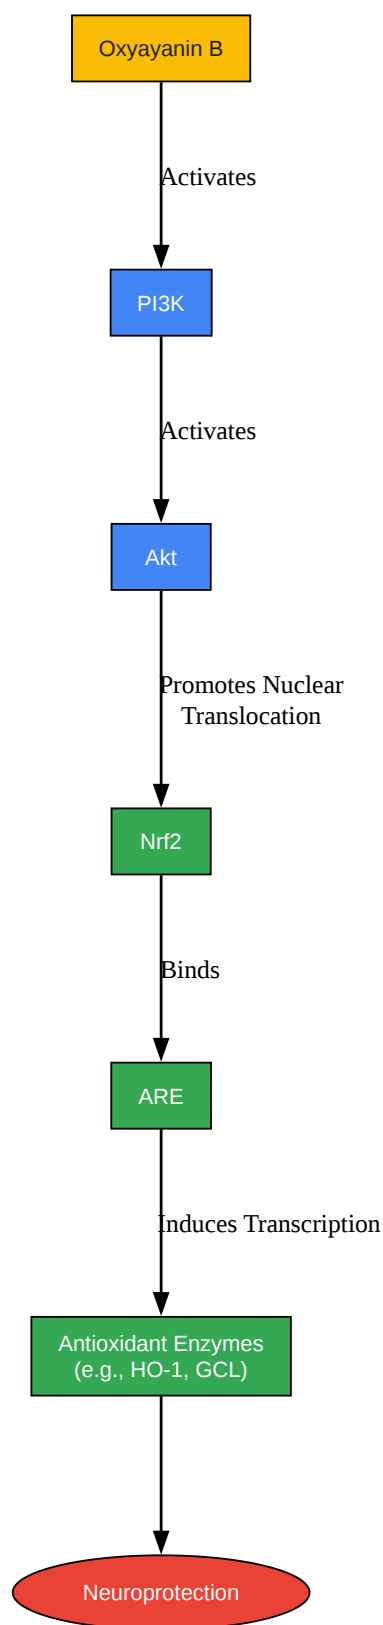 Oxyayanin B
Activates
PI3K
Activates
Akt
Promotes Nuclear
Translocation
Nrf2
Binds
ARE
Induces Transcription
Antioxidant Enzymes
(e.g., HO-1, GCL)
Neuroprotection